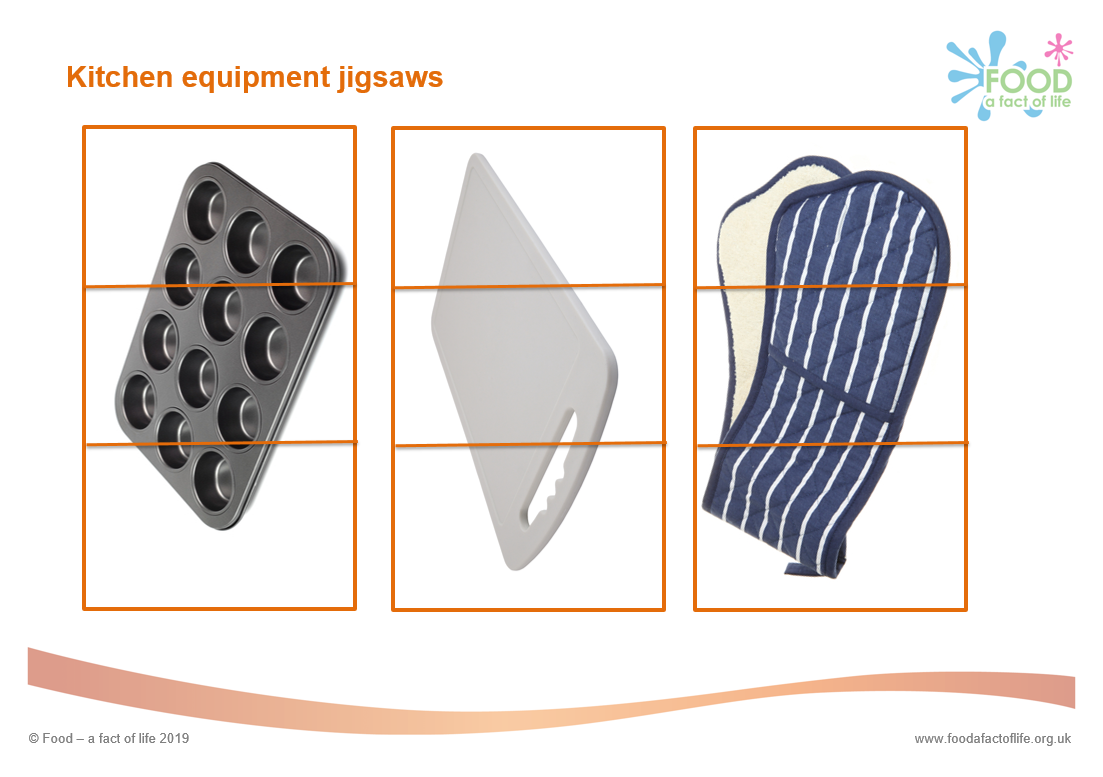 Kitchen equipment jigsaws
FOOD
a fact of life
© Food – a fact of life 2019
www.foodafactoflife.org.uk